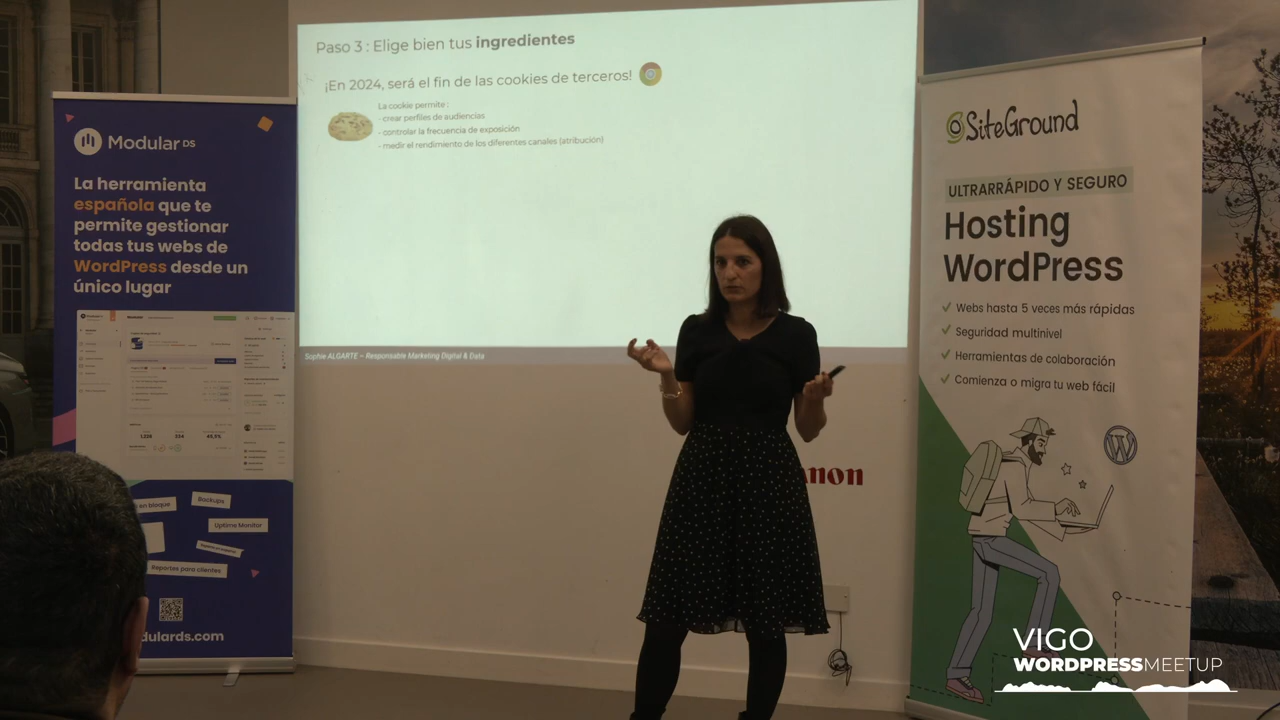 Paso 3 : Elige bien tus ingredientes
¡En 2024, será el fin de las cookies de terceros!
La cookie permite :
- crear perfiles de audiencias
- controlar la frecuencia de exposición
- medir el rendimiento de los diferentes canales (atribución)
Sophie ALGARTE – Responsable Marketing Digital & Data
Modular DS
La herramienta
española que te
permite gestionar
todas tus webs de
WordPress desde un
único lugar
en bloque
Backups
Uptime Monitor
Reportes para clientes
dulards.com
SiteGround
ULTRARRÁPIDO Y SEGURO
Hosting
WordPress
Webs hasta 5 veces más rápidas
Seguridad multinivel
Herramientas de colaboración
Comienza o migra tu web fácil
non
VIGO
WORDPRESSMEETUP